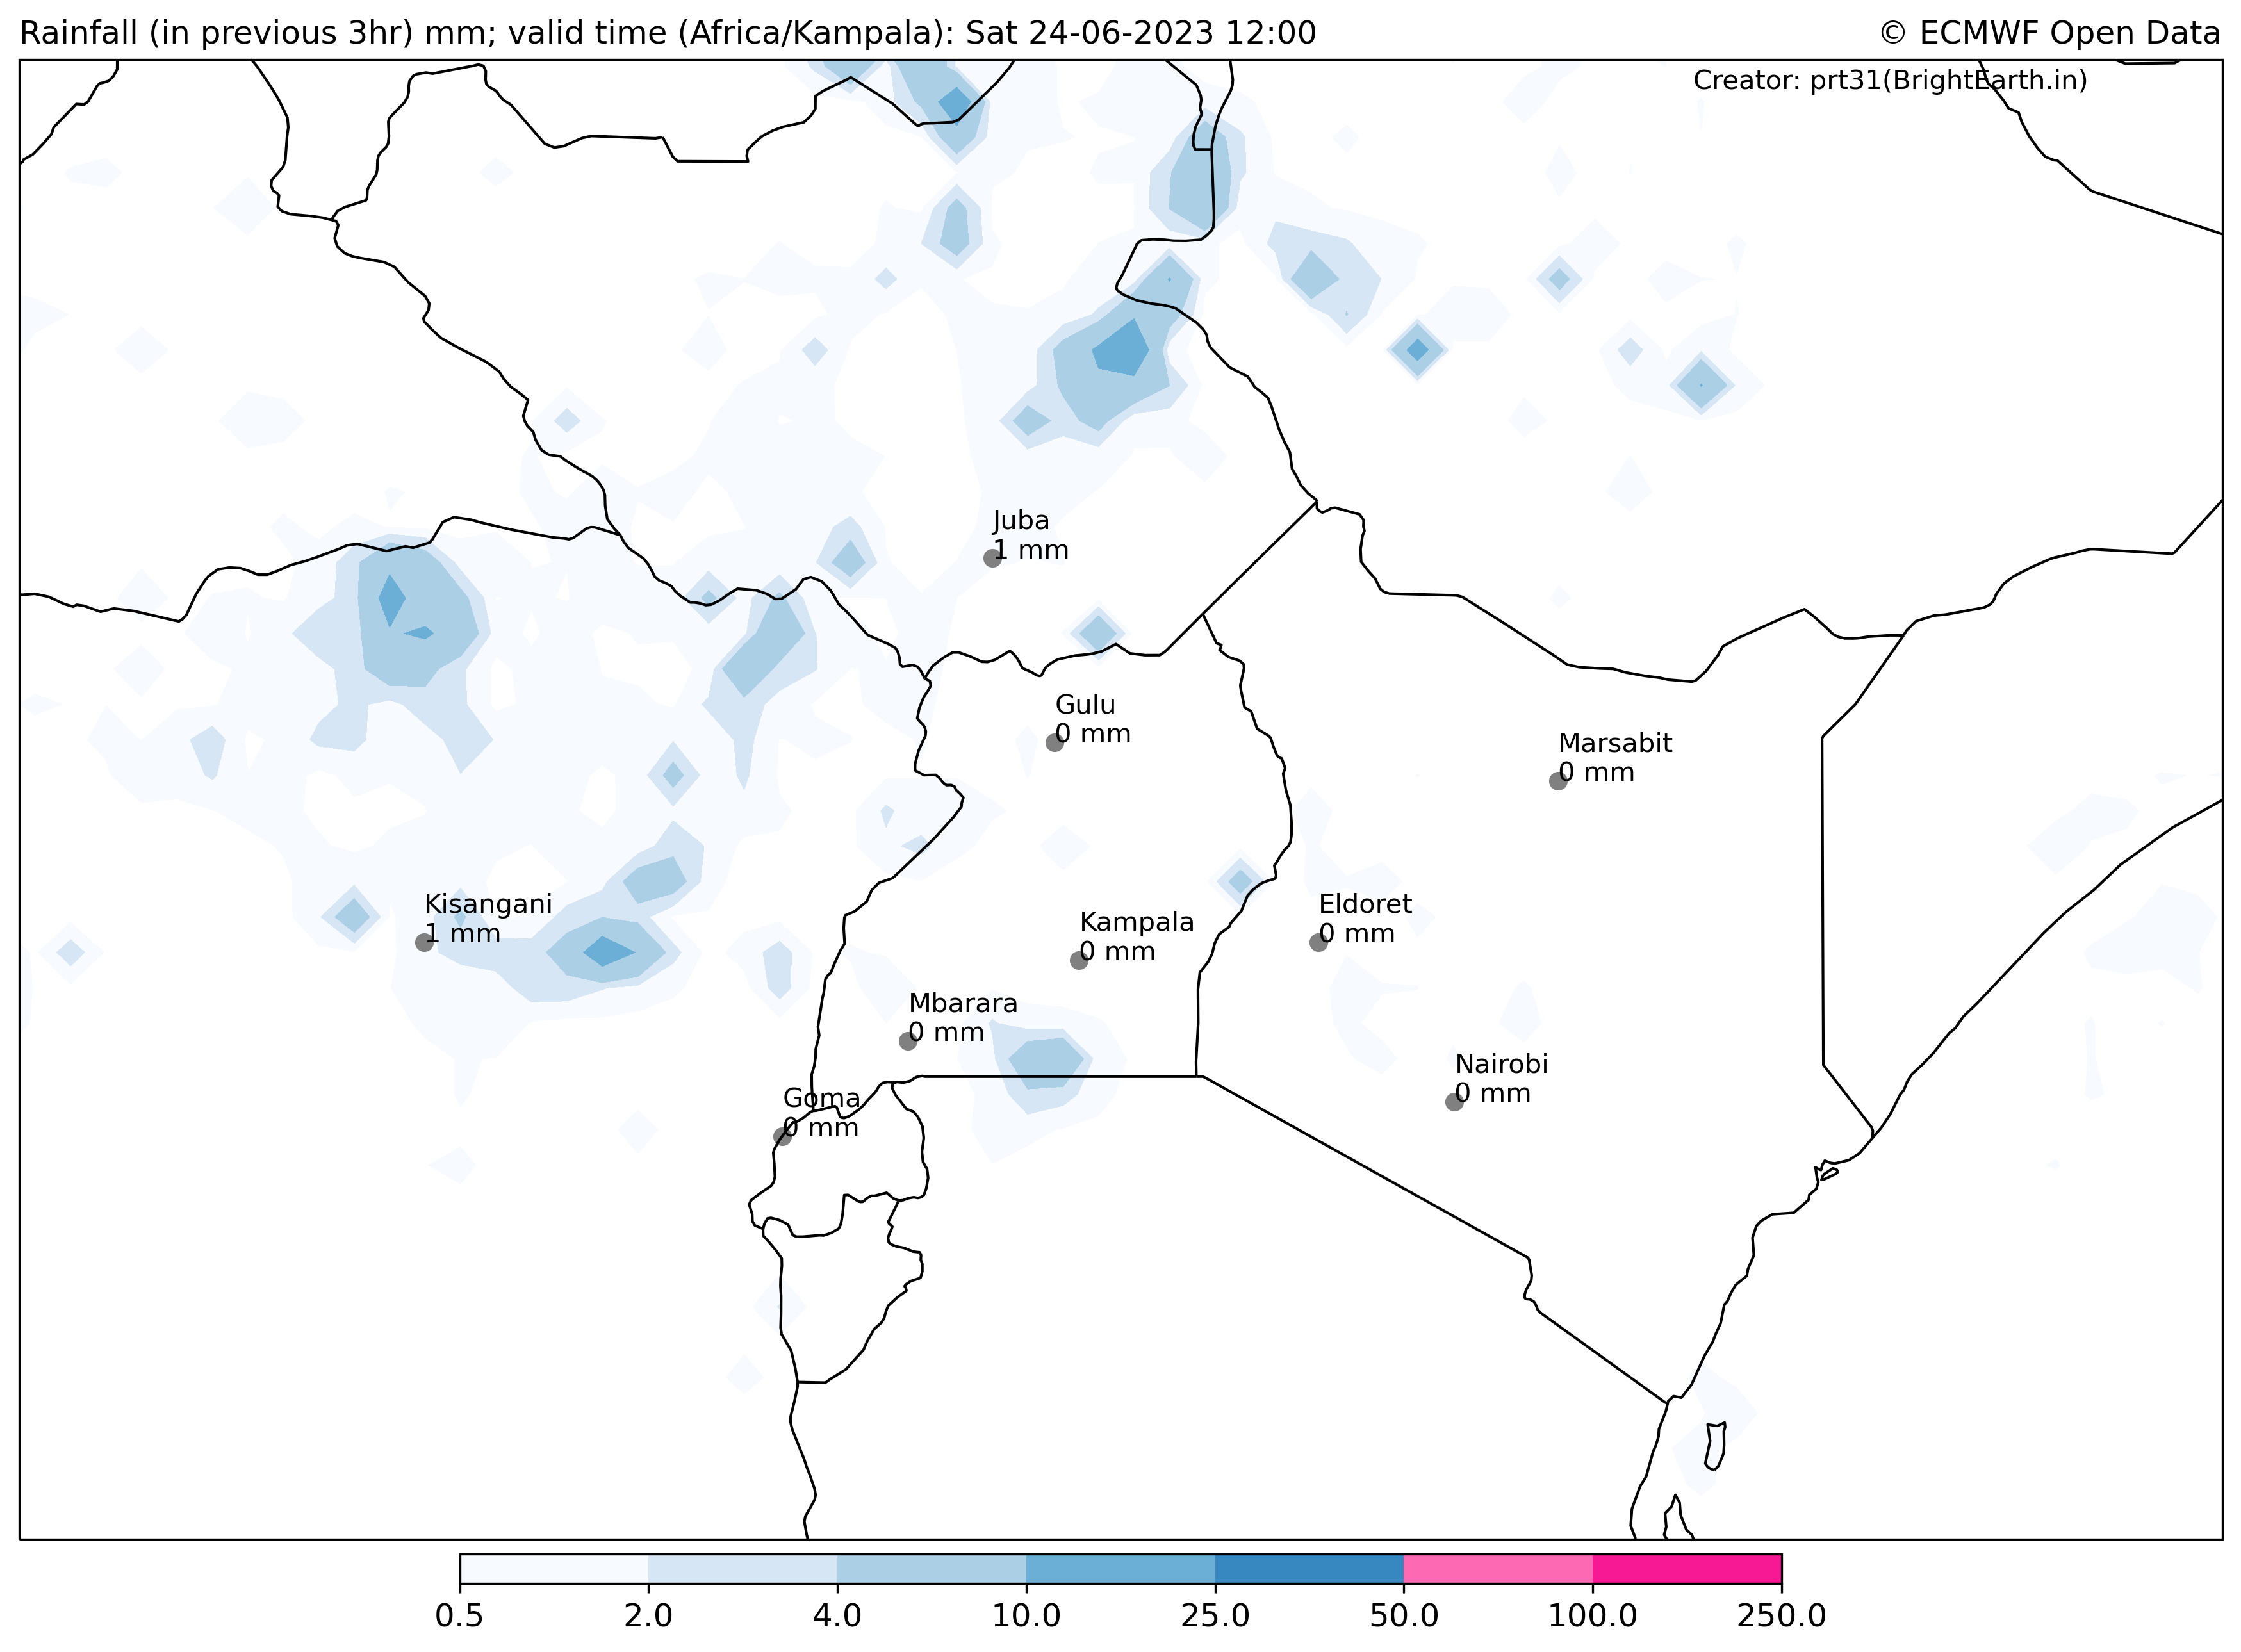 Rainfall (in previous 3hr) mm; valid time (Africa/Kampala): Sat 24-06-2023 12:00
© ECMWF Open Data
Creator: prt31(BrightEarth.in)
Juba
1 mm
Gulu
0 mm
Marsabit
0 mm
Kisangani
1 mm
Eldoret
0 mm
Kampala
0 mm
Mbarara
0 mm
Nairobi
0 mm
Goma
0 mm
0.5 2.0 4.0 10.0 25.0 50.0 100.0 250.0